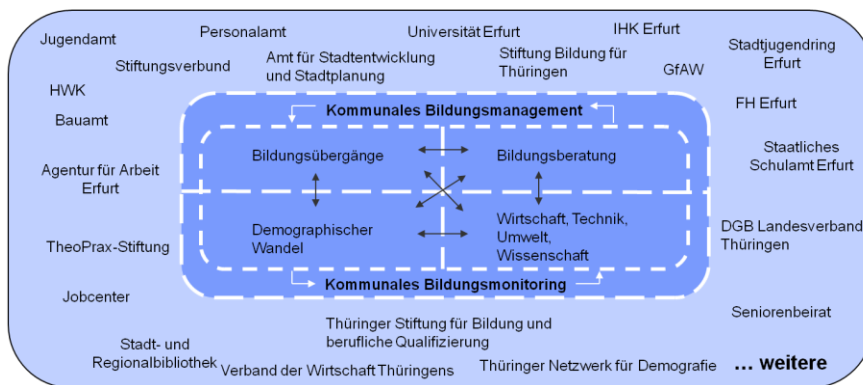 Jugendamt
Personalamt
Universität Erfurt
IHK Erfurt
Stadtjugendring
Erfurt
Stiftungsverbund
Amt für Stadtentwicklung
und Stadtplanung
Stiftung Bildung für
Thüringen
GfAW
HWK
Bauamt
Kommunales Bildungsmanagement
FH Erfurt
Bildungsübergänge
Bildungsberatung
Staatliches
Schulamt Erfurt
Agentur für Arbeit
Erfurt
Demographischer
Wandel
Wirtschaft, Technik,
Umwelt,
Wissenschaft
DGB Landesverband
Thüringen
TheoPrax-Stiftung
Kommunales Bildungsmonitoring
Jobcenter
Seniorenbeirat
Thüringer Stiftung für Bildung und
berufliche Qualifizierung
Stadt- und
Regionalbibliothek
Verband der Wirtschaft Thüringens
Thüringer Netzwerk für Demografie
... weitere